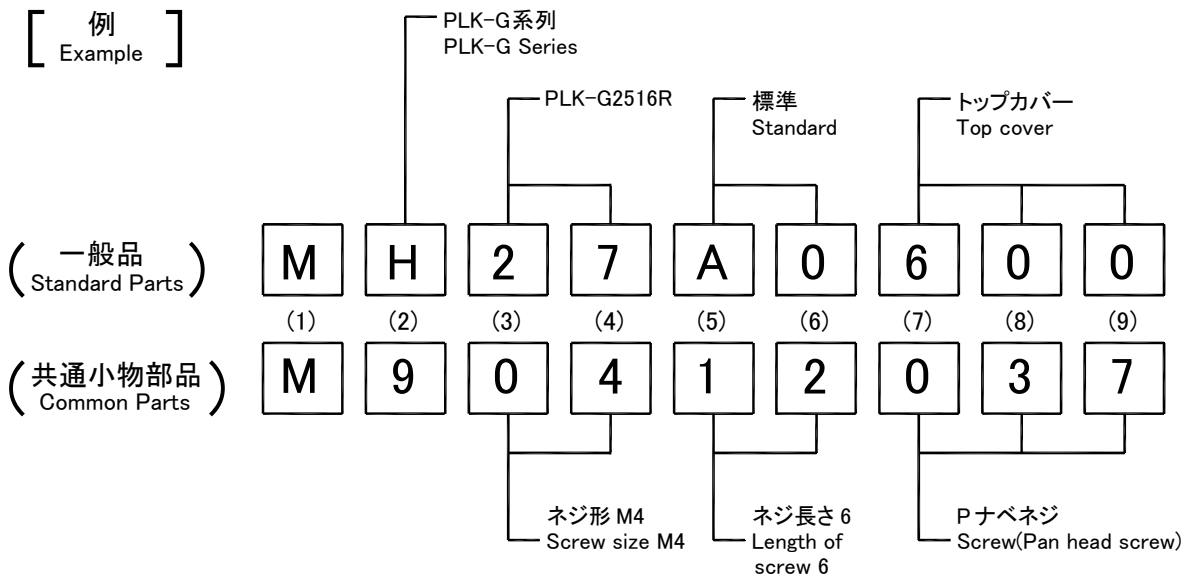 例
Example
PLK-G系列
PLK-G Series
PLK-G2516R
標準
Standard
トップカバー
Top cover
(一般品
Standard Parts)
M H 2 7 A 0 6 0 0
(1) (2) (3) (4) (5) (6) (7) (8) (9)
(共通小物部品
Common Parts)
M 9 0 4 1 2 0 3 7
ネジ形 M4
Screw size M4
ネジ長さ 6
Length of
screw 6
Pナベネジ
Screw(Pan head screw)